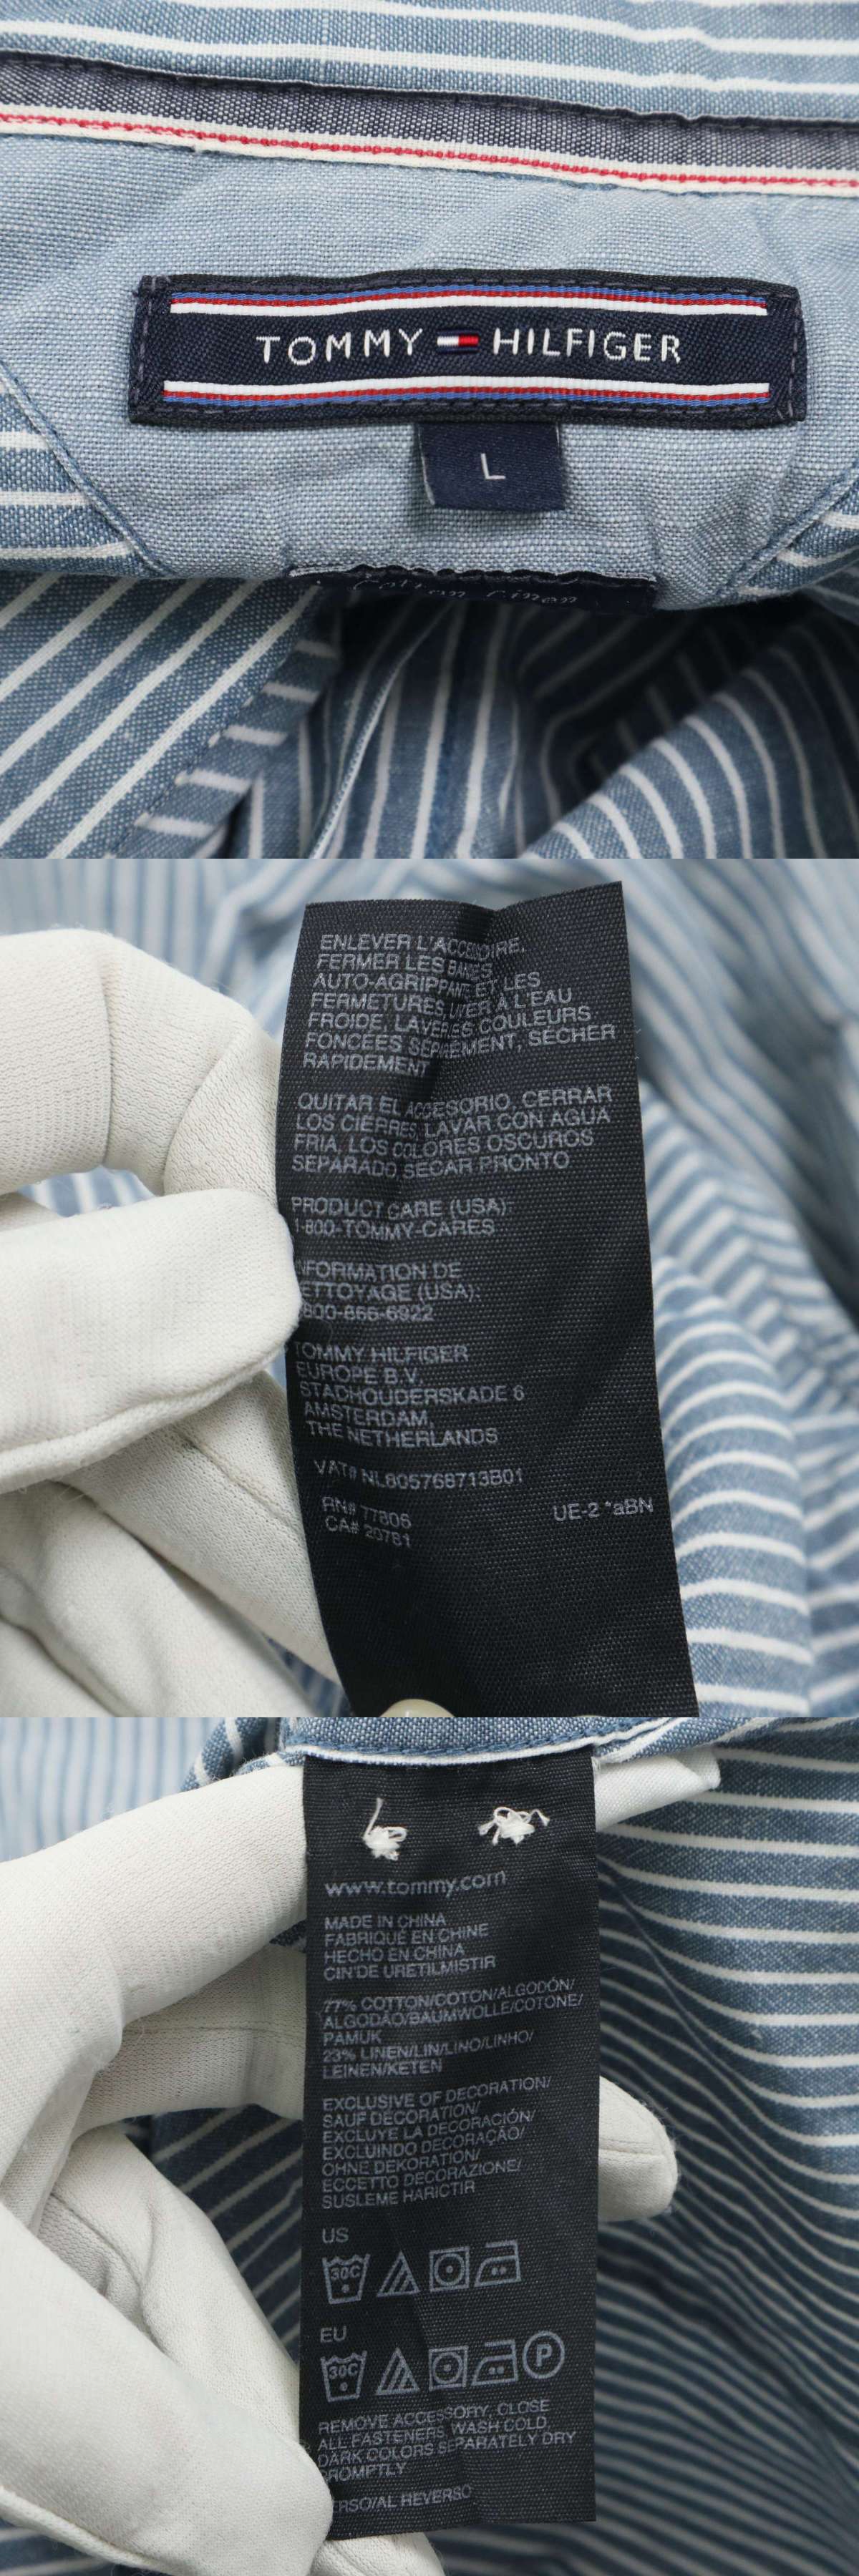 TOMMY HILFIGER
L
Cotton Linen
ENLEVER L'ACCESSOIRE,
FERMER LES BANDES
AUTO-AGRIPPANTE ET LES
FERMETURES, LAVER À L'EAU
FROIDE, LAVER LES COULEURS
FONCÉES SÉPARÉMENT, SÉCHER
RAPIDEMENT
QUITAR EL ACCESORIO, CERRAR
LOS CIERRES, LAVAR CON AGUA
FRIA, LOS COLORES OSCUROS
SEPARADO, SECAR PRONTO
PRODUCT CARE (USA):
1-800-TOMMY-CARES
NFORMATION DE
ETTOYAGE (USA):
800-866-6922
TOMMY HILFIGER
EUROPE B.V.
STADHOUDERSKADE 6
AMSTERDAM,
THE NETHERLANDS
VAT# NL805768713B01
RN# 77806
UE-2 *aBN
CA# 20781
www.tommy.com
MADE IN CHINA
FABRIQUÉ EN CHINE
HECHO EN CHINA
CIN'DE URETILMISTIR
77% COTTON/COTON/ALGODÓN/
ALGODÃO/BAUMWOLLE/COTONE/
PAMUK
23% LINEN/LIN/LINO/LINHO/
LEINEN/KETEN
EXCLUSIVE OF DECORATION/
SAUF DÉCORATION/
EXCLUYE LA DECORACIÓN/
EXCLUINDO DECORAÇÃO/
OHNE DEKORATION/
ECCETTO DECORAZIONE/
SUSLEME HARICTIR
US
30C
EU
30C P
REMOVE ACCESSORY, CLOSE
ALL FASTENERS, WASH COLD,
DARK COLORS SEPARATELY DRY
PROMPTLY
ERSO/AL REVERSO